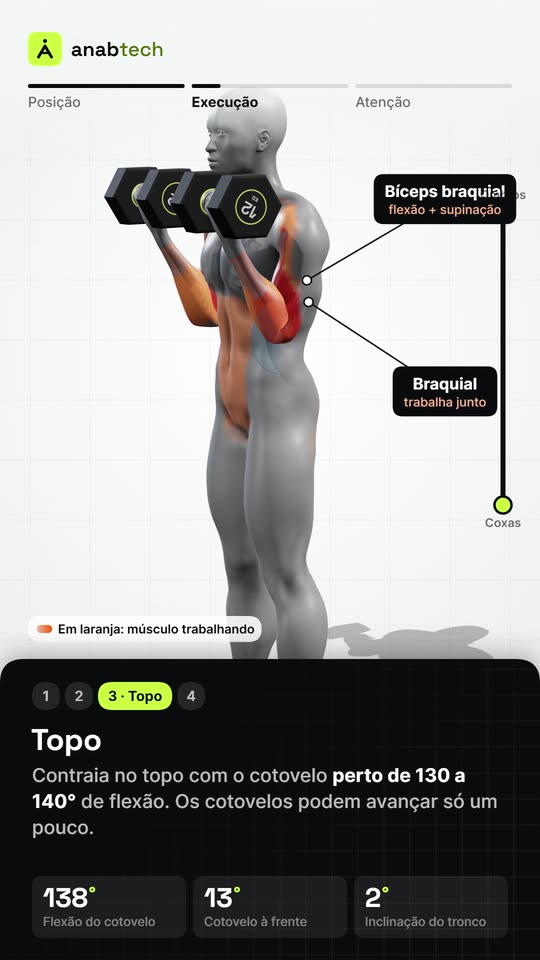 anabtech
Posição
Execução
Atenção
Bíceps braquial
flexão + supinação
12
KG
Braquial
trabalha junto
Coxas
Em laranja: músculo trabalhando
1
2
3 · Topo
4
Topo
Contraia no topo com o cotovelo perto de 130 a
140° de flexão. Os cotovelos podem avançar só um
pouco.
138°
Flexão do cotovelo
13°
Cotovelo à frente
2°
Inclinação do tronco